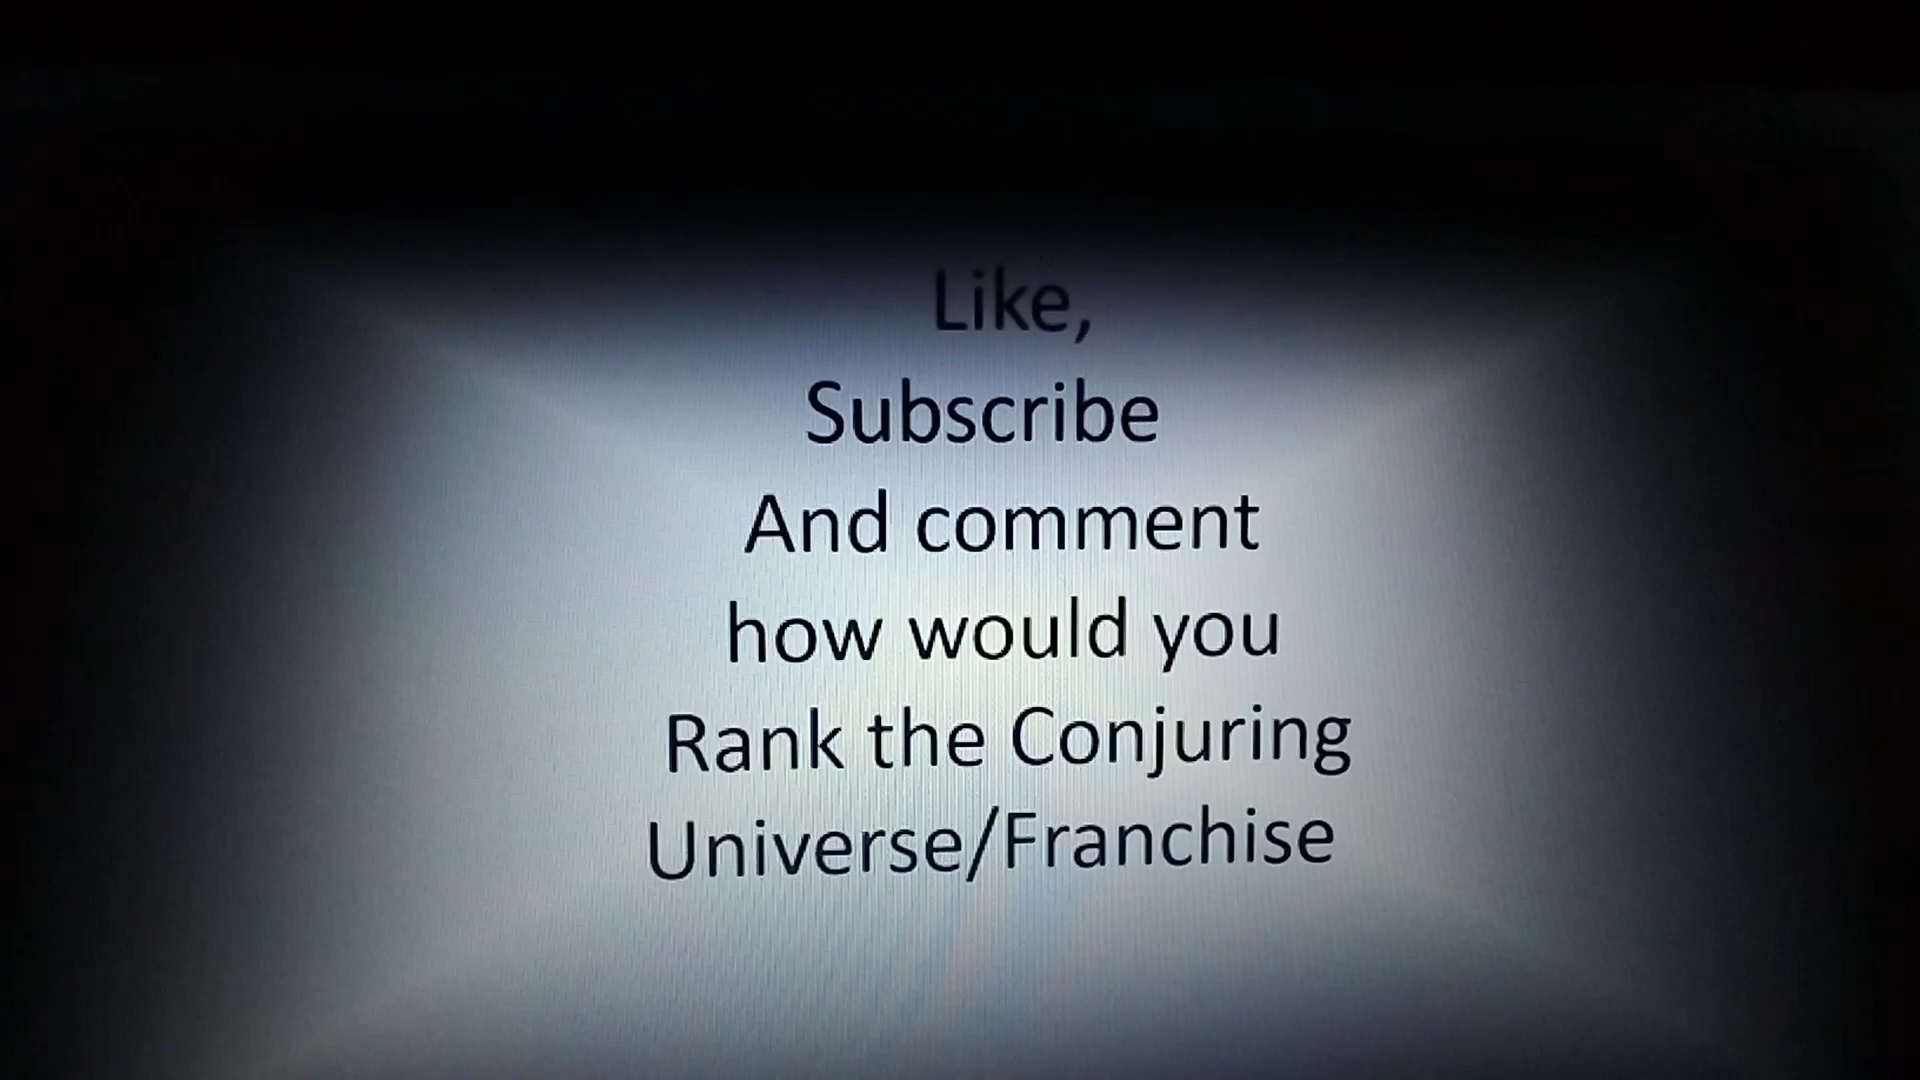 Like,
Subscribe
And comment
how would you
Rank the Conjuring
Universe/Franchise